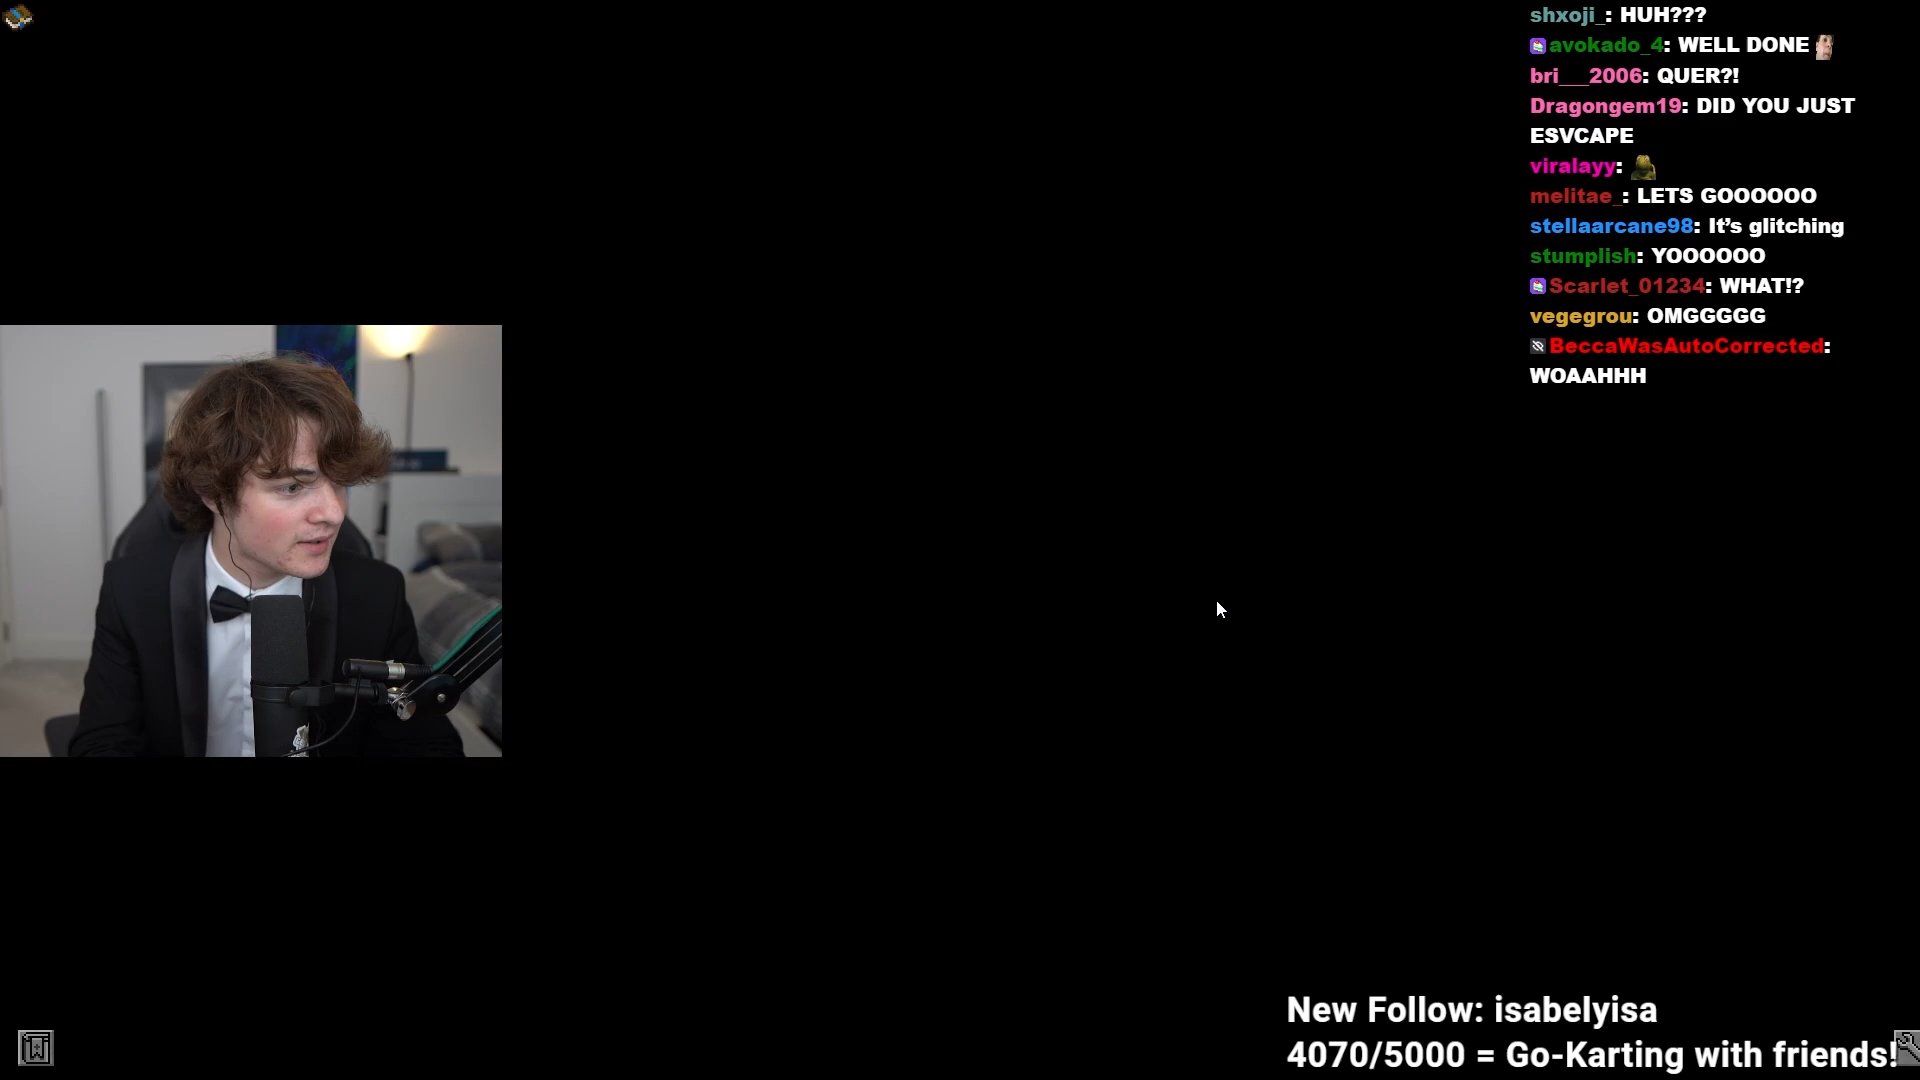 shxoji_: HUH???
avokado_4: WELL DONE
bri___2006: QUER?!
Dragongem19: DID YOU JUST
ESVCAPE
viralayy:
melitae_: LETS GOOOOOO
stellaarcane98: It’s glitching
stumplish: YOOOOOO
Scarlet_01234: WHAT!?
vegegrou: OMGGGGG
BeccaWasAutoCorrected:
WOAAHHH
New Follow: isabelyisa
4070/5000 = Go-Karting with friends!